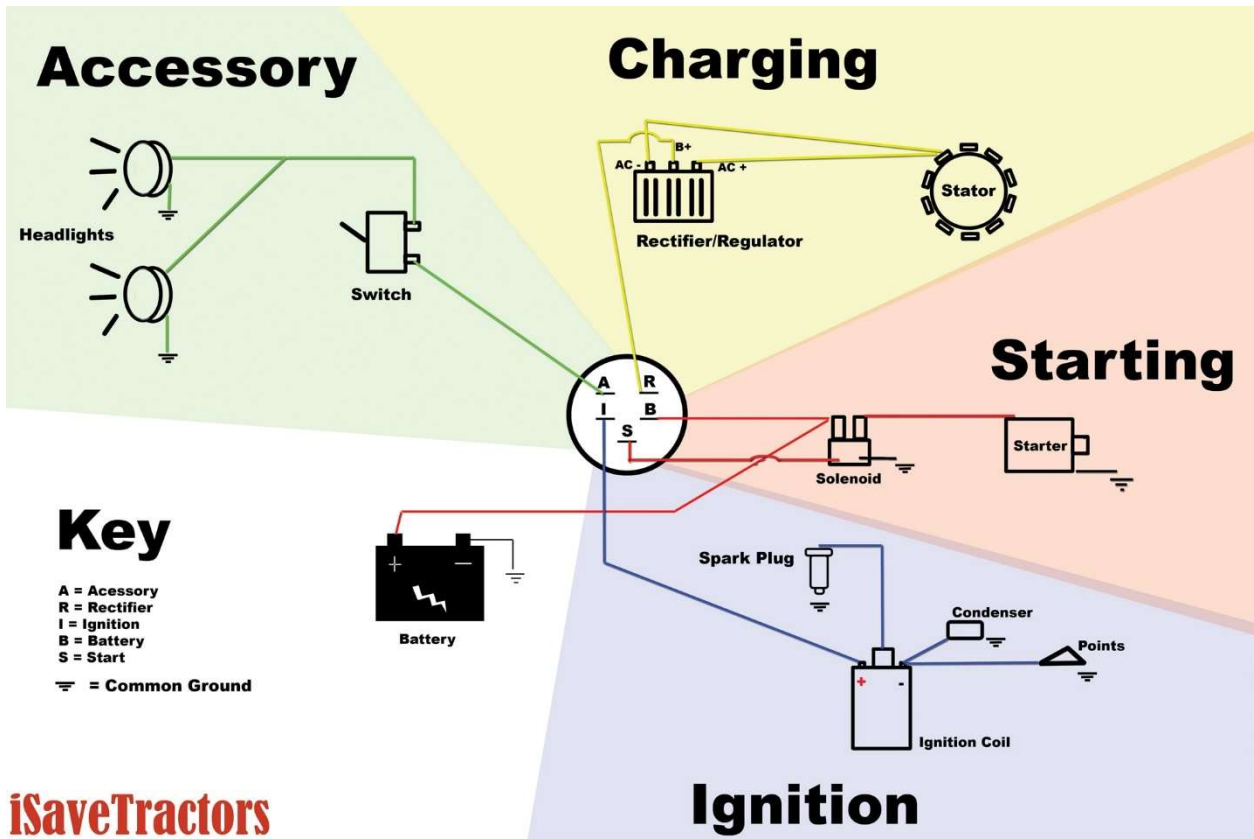 Accessory
Charging
B+
AC -
AC +
Stator
Rectifier/Regulator
Headlights
Switch
Starting
A
R
I
B
S
Starter
Solenoid
Key
A = Acessory
R = Rectifier
I = Ignition
B = Battery
S = Start
= Common Ground
+
−
Battery
Spark Plug
Condenser
Points
+
-
Ignition Coil
Ignition
iSaveTractors